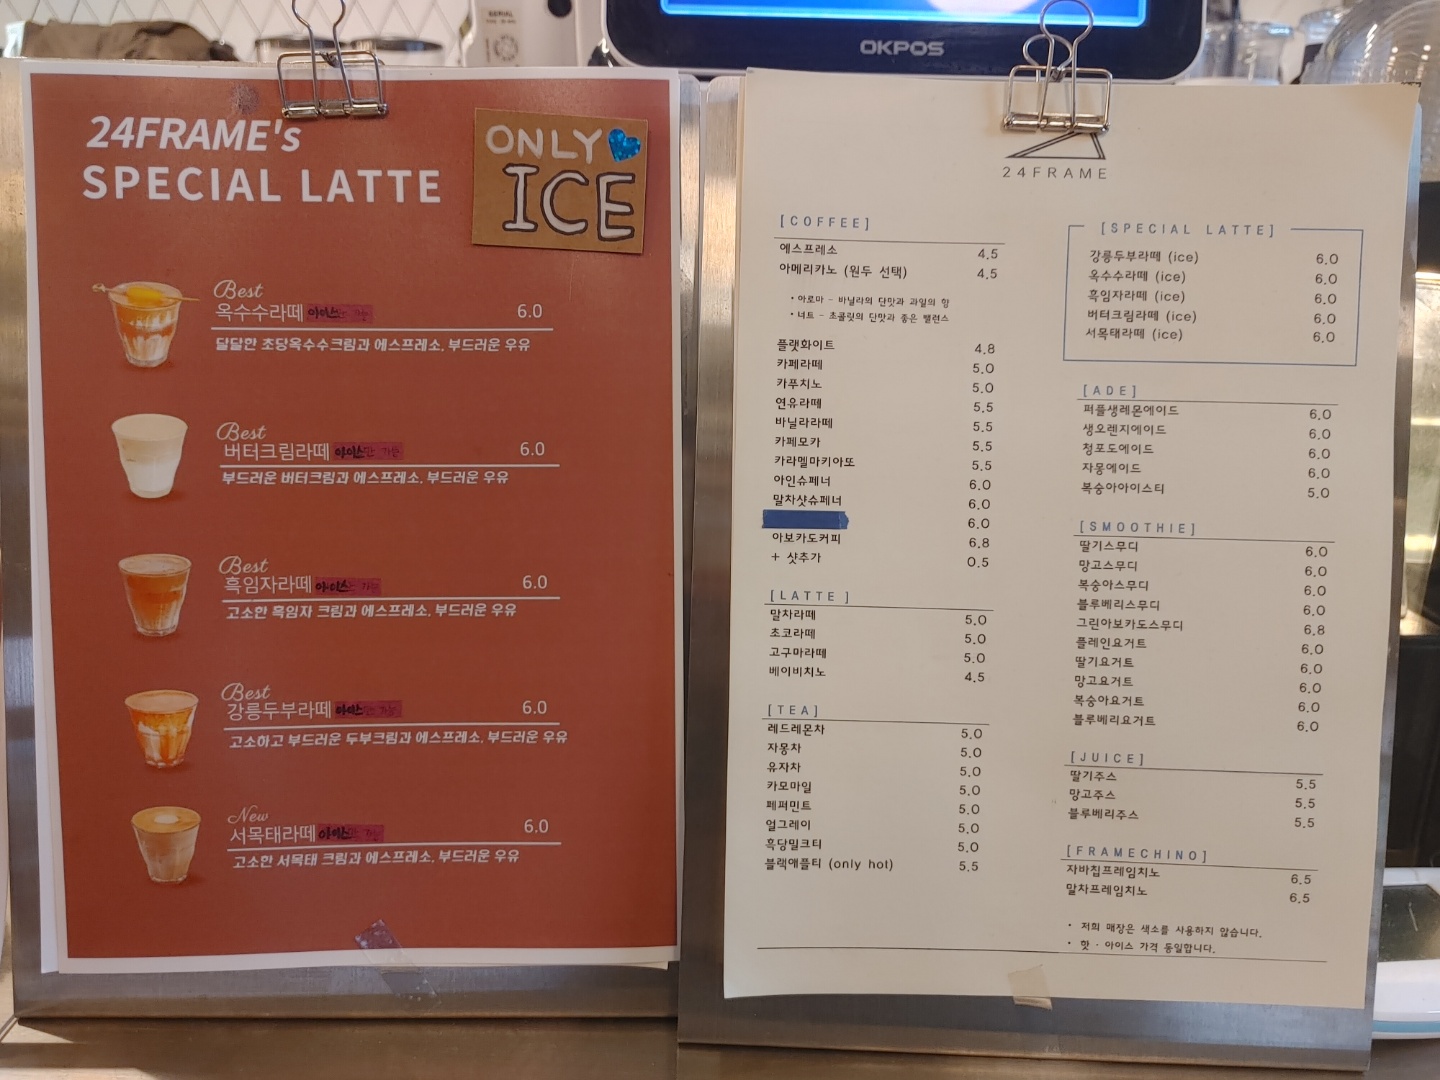 OKPOS
24FRAME's
SPECIAL LATTE
ONLY
ICE
Best
옥수수라떼 아이스만 가능 6.0
달달한 초당옥수수크림과 에스프레소, 부드러운 우유
Best
버터크림라떼 아이스만 가능 6.0
부드러운 버터크림과 에스프레소, 부드러운 우유
Best
흑임자라떼 아이스만 가능 6.0
고소한 흑임자 크림과 에스프레소, 부드러운 우유
Best
강릉두부라떼 아이스만 가능 6.0
고소하고 부드러운 두부크림과 에스프레소, 부드러운 우유
New
서목태라떼 아이스만 가능 6.0
고소한 서목태 크림과 에스프레소, 부드러운 우유
24FRAME
[COFFEE]
에스프레소 4.5
아메리카노 (원두 선택) 4.5
• 아로마 - 바닐라의 단맛과 과일의 향
• 너트 - 초콜릿의 단맛과 좋은 밸런스
플랫화이트 4.8
카페라떼 5.0
카푸치노 5.0
연유라떼 5.5
바닐라라떼 5.5
카페모카 5.5
카라멜마키아또 5.5
아인슈페너 6.0
말차샷슈페너 6.0
6.0
아보카도커피 6.8
+ 샷추가 0.5
[LATTE ]
말차라떼 5.0
초코라떼 5.0
고구마라떼 5.0
베이비치노 4.5
[TEA]
레드레몬차 5.0
자몽차 5.0
유자차 5.0
카모마일 5.0
페퍼민트 5.0
얼그레이 5.0
흑당밀크티 5.0
블랙애플티 (only hot) 5.5
[SPECIAL LATTE]
강릉두부라떼 (ice) 6.0
옥수수라떼 (ice) 6.0
흑임자라떼 (ice) 6.0
버터크림라떼 (ice) 6.0
서목태라떼 (ice) 6.0
[ADE]
퍼플생레몬에이드 6.0
생오렌지에이드 6.0
청포도에이드 6.0
자몽에이드 6.0
복숭아아이스티 5.0
[SMOOTHIE]
딸기스무디 6.0
망고스무디 6.0
복숭아스무디 6.0
블루베리스무디 6.0
그린아보카도스무디 6.8
플레인요거트 6.0
딸기요거트 6.0
망고요거트 6.0
복숭아요거트 6.0
블루베리요거트 6.0
[JUICE]
딸기주스 5.5
망고주스 5.5
블루베리주스 5.5
[FRAMECHINO]
자바칩프레임치노 6.5
말차프레임치노 6.5
• 저희 매장은 색소를 사용하지 않습니다.
• 핫 · 아이스 가격 동일합니다.